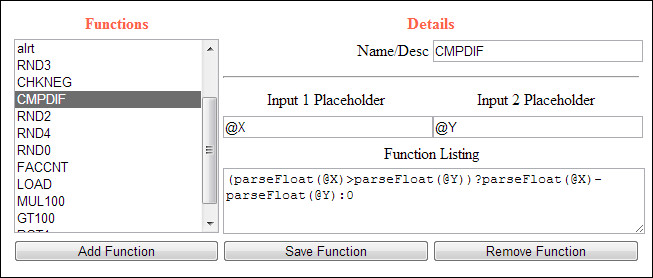 Functions
Details
alrt
RND3
CHKNEG
CMPDIF
RND2
RND4
RND0
FACCNT
LOAD
MUL100
GT100
Name/Desc CMPDIF
Input 1 Placeholder
Input 2 Placeholder
@X
@Y
Function Listing
(parseFloat(@X)>parseFloat(@Y))?parseFloat(@X)-
parseFloat(@Y):0
Add Function
Save Function
Remove Function